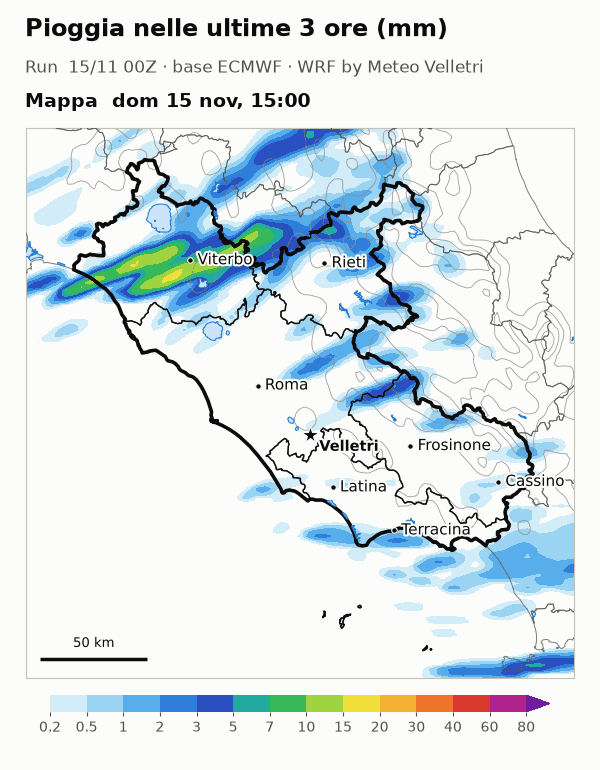 Pioggia nelle ultime 3 ore (mm)
Run  15/11 00Z · base ECMWF · WRF by Meteo Velletri
Mappa  dom 15 nov, 15:00
Viterbo
Rieti
Roma
Velletri
Frosinone
Cassino
Latina
Terracina
50 km
0.2 0.5 1 2 3 5 7 10 15 20 30 40 60 80